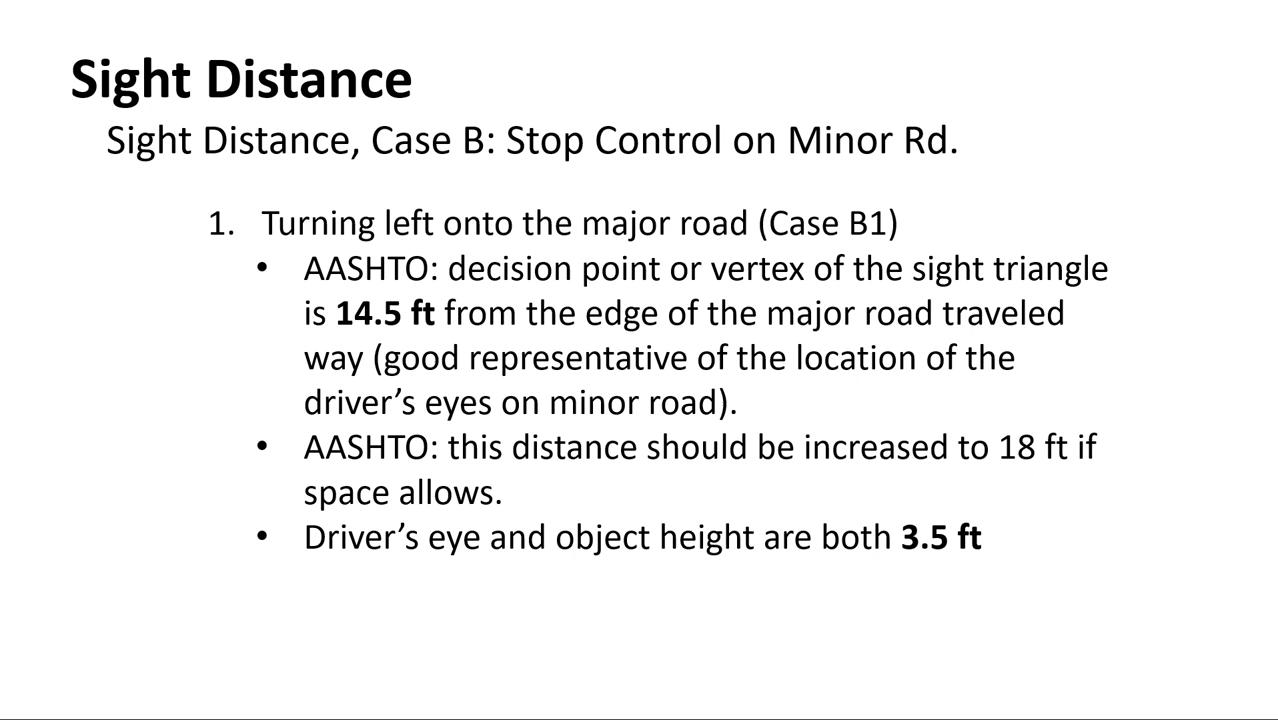 Sight Distance
Sight Distance, Case B: Stop Control on Minor Rd.
1. Turning left onto the major road (Case B1)
• AASHTO: decision point or vertex of the sight triangle
is 14.5 ft from the edge of the major road traveled
way (good representative of the location of the
driver’s eyes on minor road).
• AASHTO: this distance should be increased to 18 ft if
space allows.
• Driver’s eye and object height are both 3.5 ft